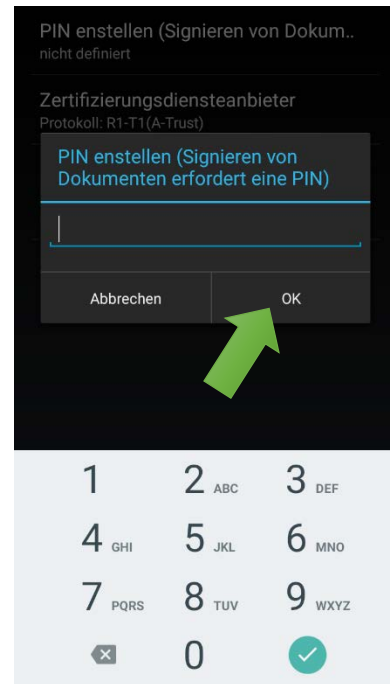 PIN enstellen (Signieren von Dokum..
nicht definiert
Zertifizierungsdiensteanbieter
Protokoll: R1-T1(A-Trust)
PIN enstellen (Signieren von
Dokumenten erfordert eine PIN)
Abbrechen OK
1 2 ABC 3 DEF
4 GHI 5 JKL 6 MNO
7 PQRS 8 TUV 9 WXYZ
0